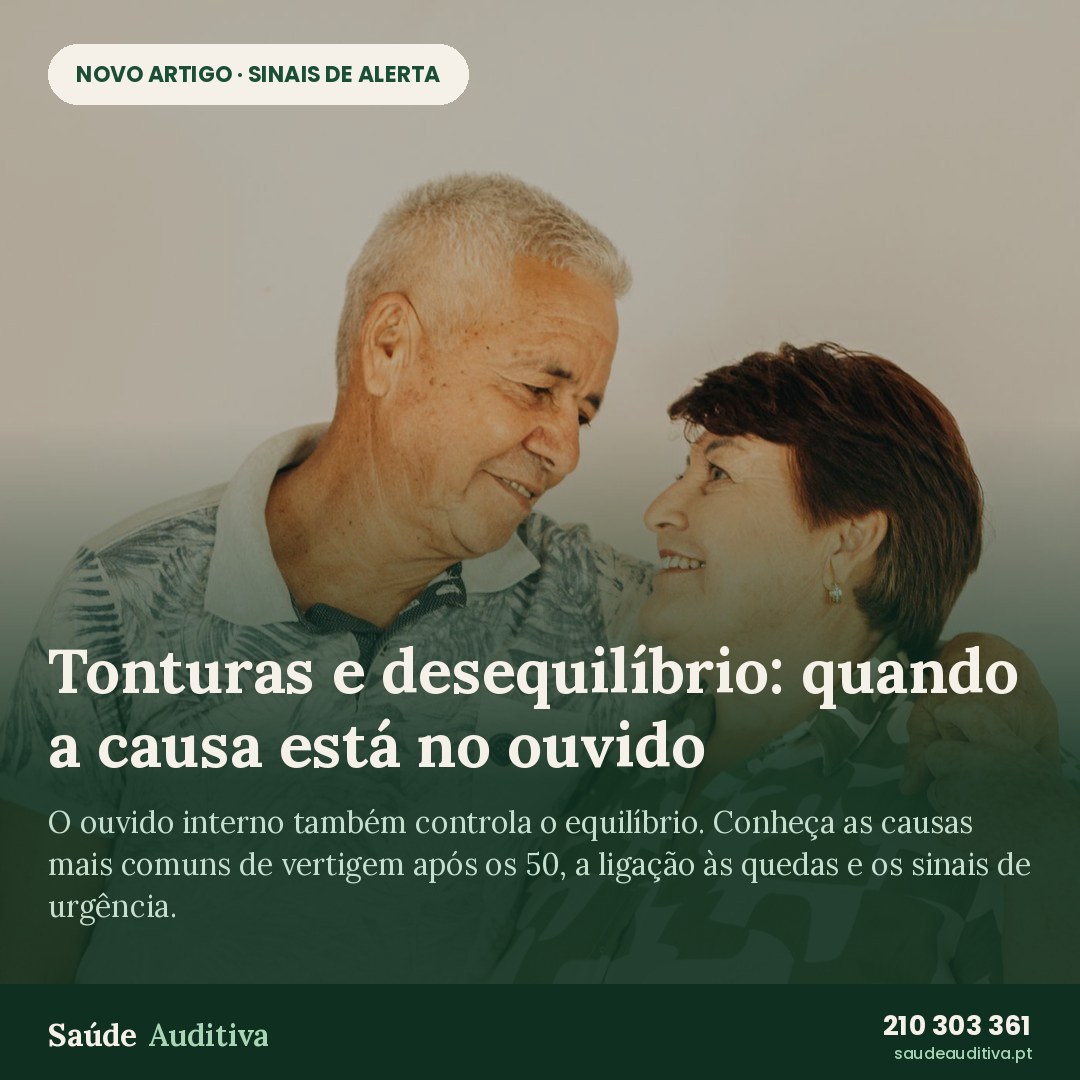 NOVO ARTIGO · SINAIS DE ALERTA
Tonturas e desequilíbrio: quando
a causa está no ouvido
O ouvido interno também controla o equilíbrio. Conheça as causas
mais comuns de vertigem após os 50, a ligação às quedas e os sinais de
urgência.
Saúde Auditiva
210 303 361
saudeauditiva.pt